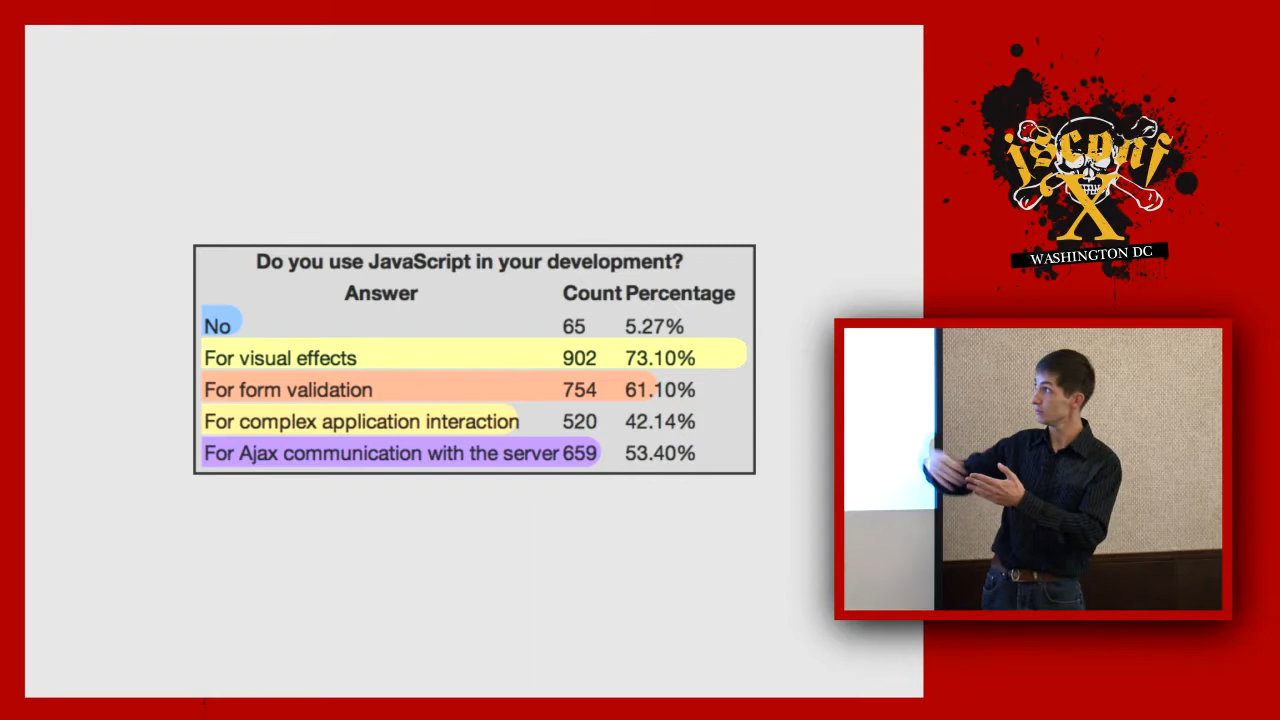 Do you use JavaScript in your development?
Answer Count Percentage
No 65 5.27%
For visual effects 902 73.10%
For form validation 754 61.10%
For complex application interaction 520 42.14%
For Ajax communication with the server 659 53.40%
jsconf
X
WASHINGTON DC